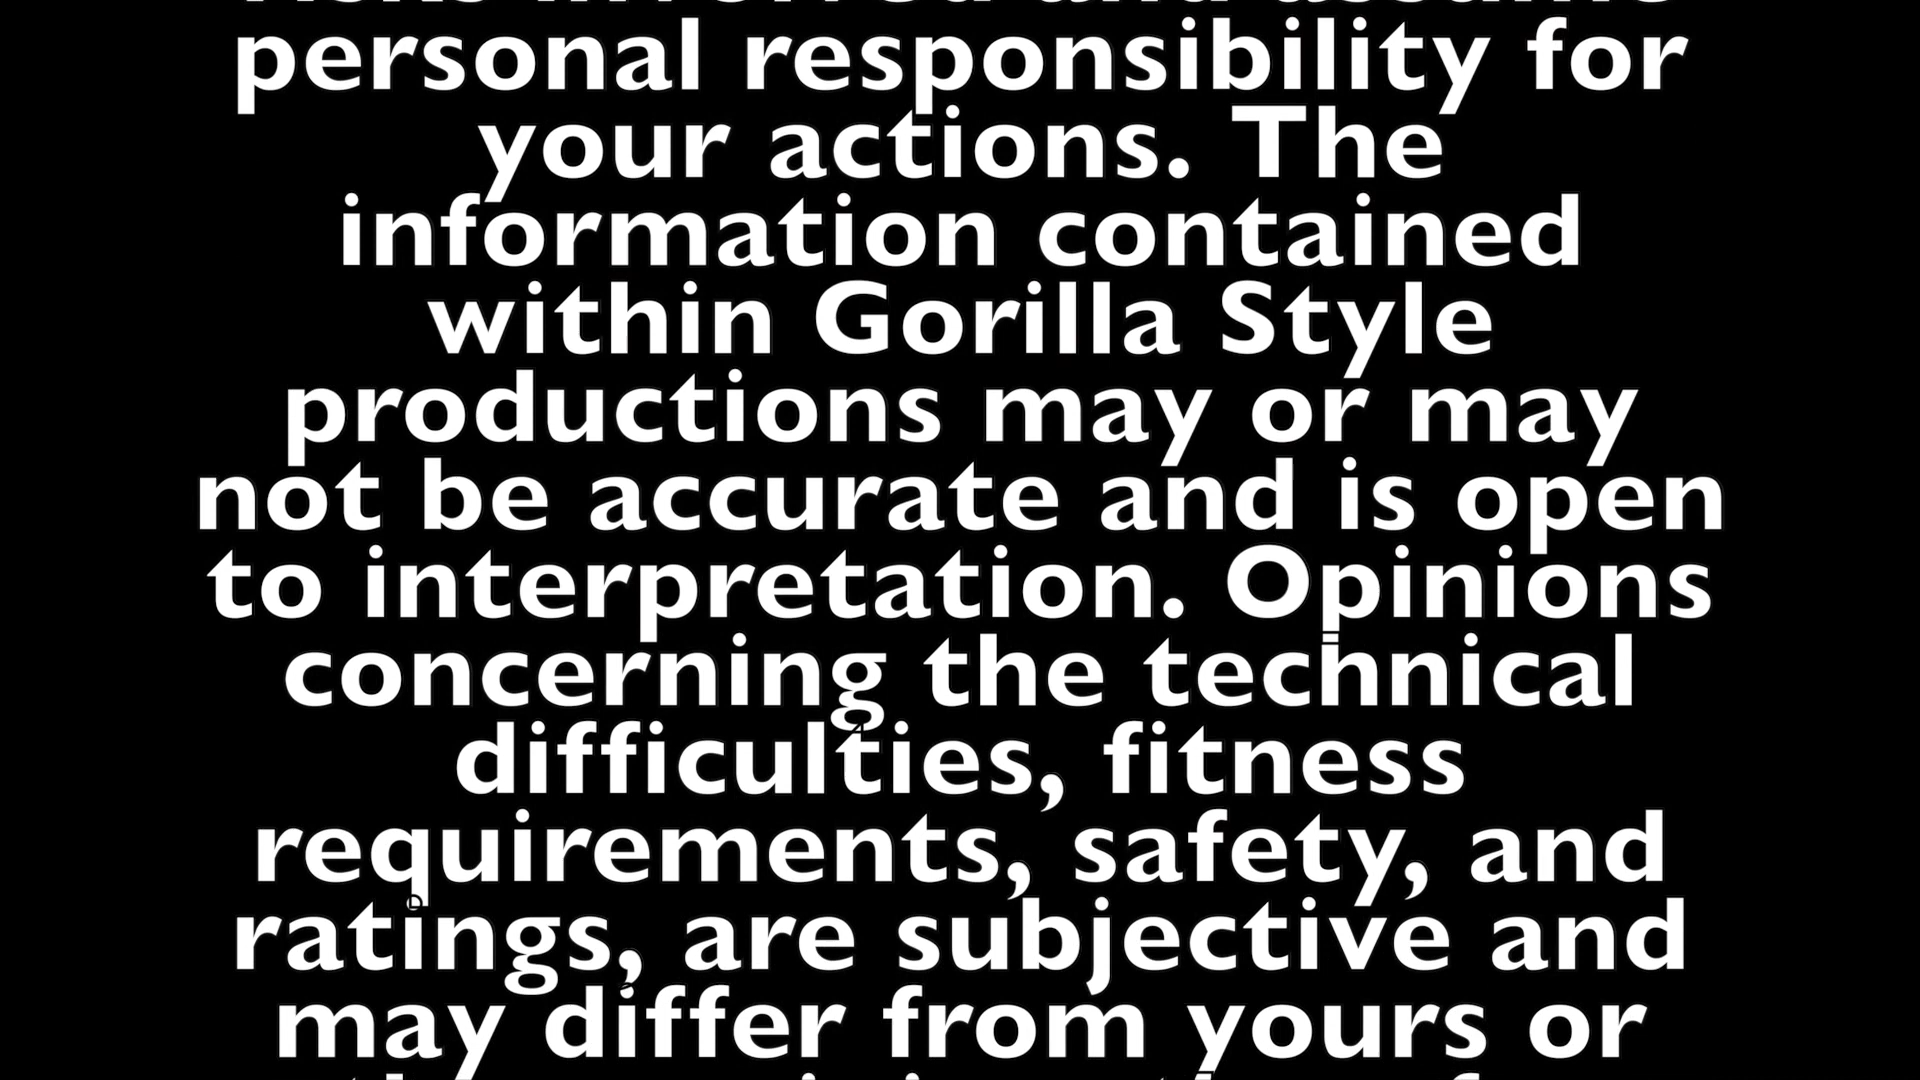 personal responsibility for
your actions. The
information contained
within Gorilla Style
productions may or may
not be accurate and is open
to interpretation. Opinions
concerning the technical
difficulties, fitness
requirements, safety, and
ratings, are subjective and
may differ from yours or